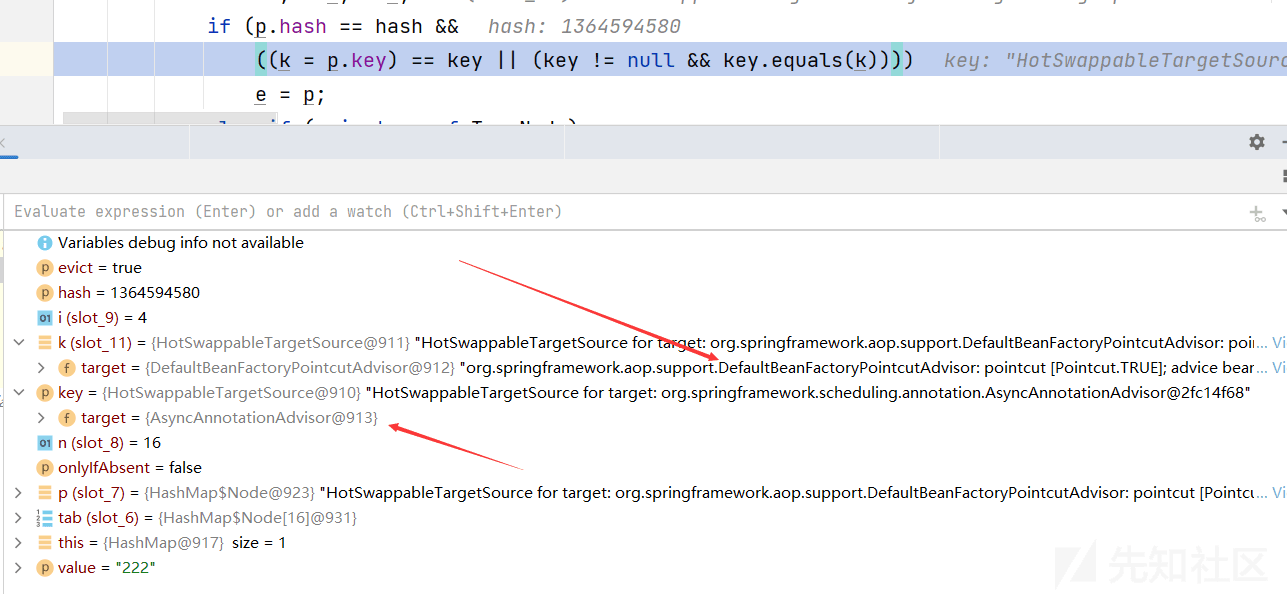 if (p.hash == hash && hash: 1364594580
((k = p.key) == key || (key != null && key.equals(k)))) key: "HotSwappableTargetSourc
e = p;
Evaluate expression (Enter) or add a watch (Ctrl+Shift+Enter)
Variables debug info not available
evict = true
hash = 1364594580
i (slot_9) = 4
k (slot_11) = {HotSwappableTargetSource@911} "HotSwappableTargetSource for target: org.springframework.aop.support.DefaultBeanFactoryPointcutAdvisor: poi... Vi
target = {DefaultBeanFactoryPointcutAdvisor@912} "org.springframework.aop.support.DefaultBeanFactoryPointcutAdvisor: pointcut [Pointcut.TRUE]; advice bear... Vi
key = {HotSwappableTargetSource@910} "HotSwappableTargetSource for target: org.springframework.scheduling.annotation.AsyncAnnotationAdvisor@2fc14f68"
target = {AsyncAnnotationAdvisor@913}
n (slot_8) = 16
onlyIfAbsent = false
p (slot_7) = {HashMap$Node@923} "HotSwappableTargetSource for target: org.springframework.aop.support.DefaultBeanFactoryPointcutAdvisor: pointcut [Pointcu... Vi
tab (slot_6) = {HashMap$Node[16]@931}
this = {HashMap@917} size = 1
value = "222"
先知社区